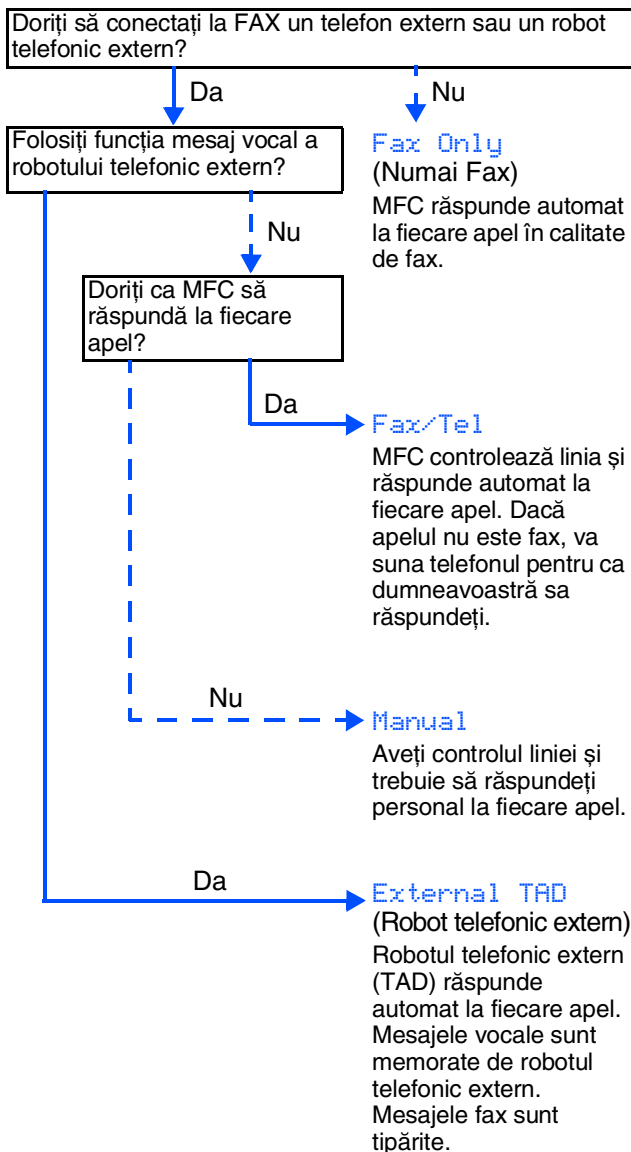 Doriți să conectați la FAX un telefon extern sau un robot
telefonic extern?
Da
Nu
Folosiți funcția mesaj vocal a
robotului telefonic extern?
Fax Only
(Numai Fax)
MFC răspunde automat
la fiecare apel în calitate
de fax.
Nu
Doriți ca MFC să
răspundă la fiecare
apel?
Da
Fax/Tel
MFC controlează linia și
răspunde automat la
fiecare apel. Dacă
apelul nu este fax, va
suna telefonul pentru ca
dumneavoastră sa
răspundeți.
Nu
Manual
Aveți controlul liniei și
trebuie să răspundeți
personal la fiecare apel.
Da
External TAD
(Robot telefonic extern)
Robotul telefonic extern
(TAD) răspunde
automat la fiecare apel.
Mesajele vocale sunt
memorate de robotul
telefonic extern.
Mesajele fax sunt
tipărite.